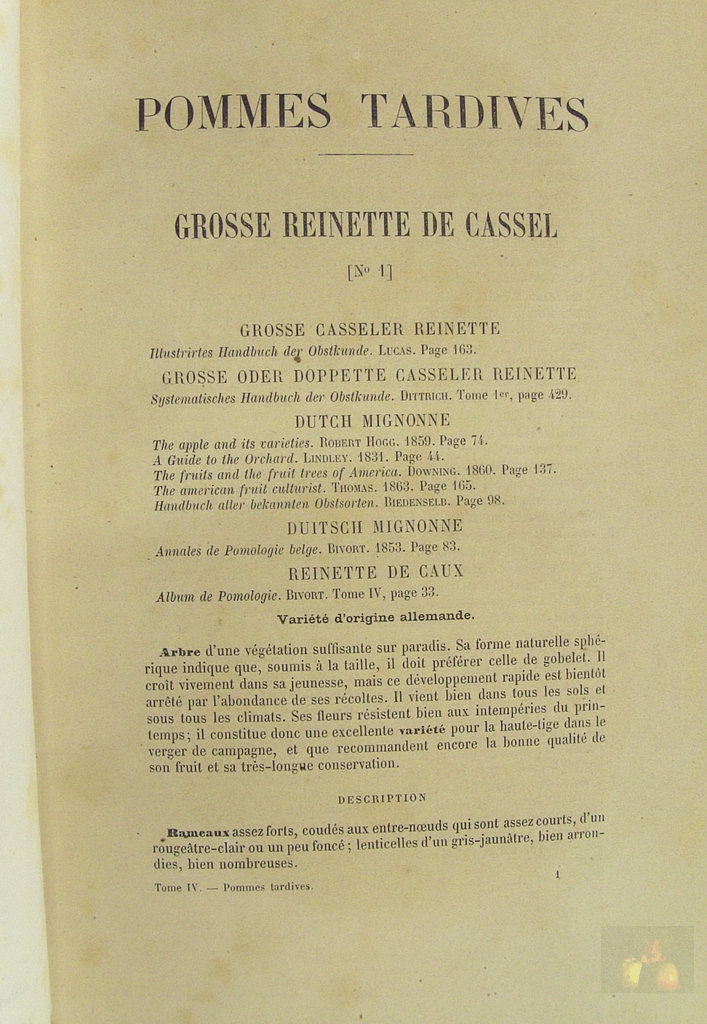 POMMES TARDIVES
GROSSE REINETTE DE CASSEL
[No 1]
GROSSE CASSELER REINETTE
Illustrirtes Handbuch der Obstkunde. LUCAS. Page 163.
GROSSE ODER DOPPETTE CASSELER REINETTE
Systematisches Handbuch der Obstkunde. DITTRICH. Tome 1er, page 429.
DUTCH MIGNONNE
The apple and its varieties. ROBERT HOGG. 1859. Page 74.
A Guide to the Orchard. LINDLEY. 1831. Page 44.
The fruits and the fruit trees of America. DOWNING. 1860. Page 137.
The american fruit culturist. THOMAS. 1863. Page 165.
Handbuch aller bekannten Obstsorten. BIEDENSELB. Page 98.
DUITSCH MIGNONNE
Annales de Pomologie belge. BIVORT. 1853. Page 83.
REINETTE DE CAUX
Album de Pomologie. BIVORT. Tome IV, page 33.
Variété d'origine allemande.
Arbre d'une végétation suffisante sur paradis. Sa forme naturelle sphé-
rique indique que, soumis à la taille, il doit préférer celle de gobelet. Il
croît vivement dans sa jeunesse, mais ce développement rapide est bientôt
arrêté par l'abondance de ses récoltes. Il vient bien dans tous les sols et
sous tous les climats. Ses fleurs résistent bien aux intempéries du prin-
temps; il constitue donc une excellente variété pour la haute-tige dans le
verger de campagne, et que recommandent encore la bonne qualité de
son fruit et sa très-longue conservation.
DESCRIPTION
Rameaux assez forts, coudés aux entre-nœuds qui sont assez courts, d'un
rougeâtre-clair ou un peu foncé; lenticelles d'un gris-jaunâtre, bien arron-
dies, bien nombreuses.
1
Tome IV. — Pommes tardives.